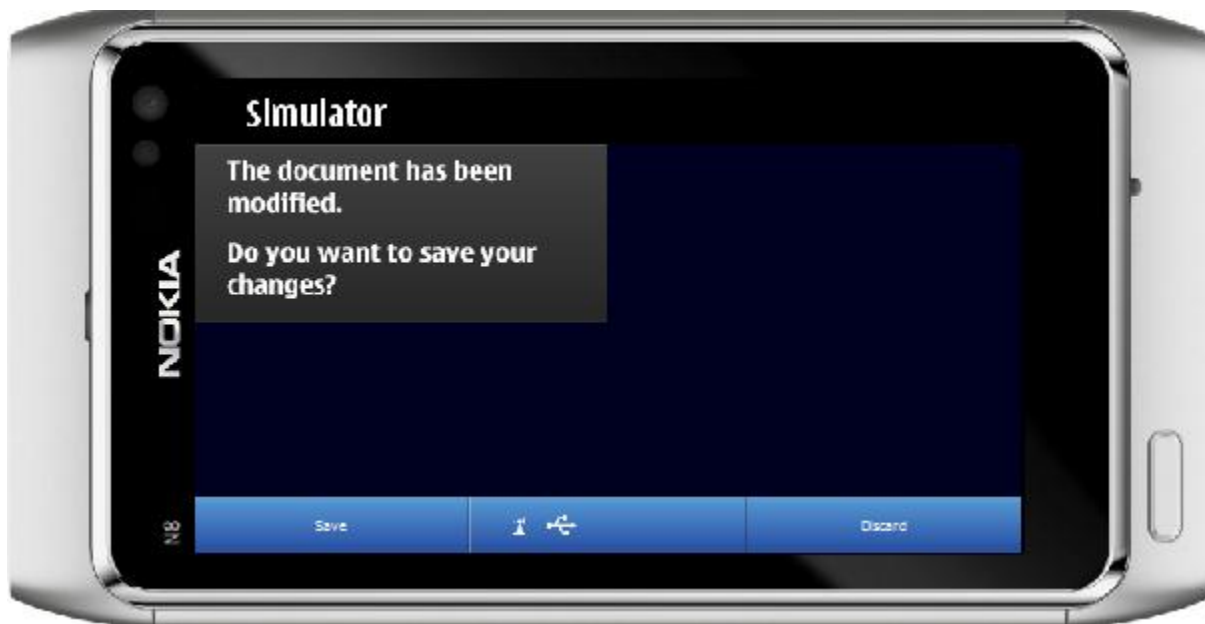 Simulator
The document has been
modified.
Do you want to save your
changes?
NOKIA
N8
Save
Discard